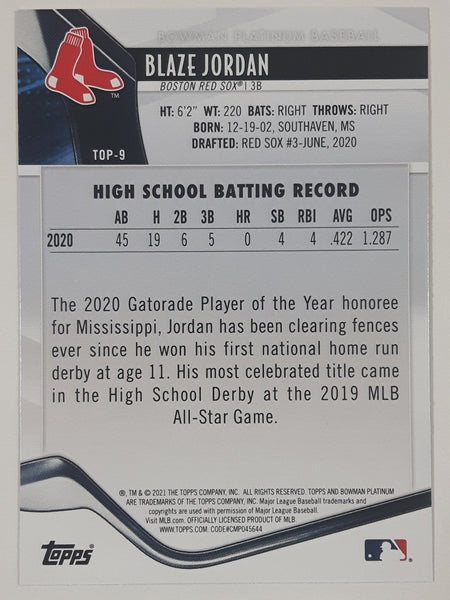 BOWMAN PLATINUM BASEBALL
BLAZE JORDAN
BOSTON RED SOX® | 3B
TM
HT: 6'2" WT: 220 BATS: RIGHT THROWS: RIGHT
BORN: 12-19-02, SOUTHAVEN, MS
DRAFTED: RED SOX #3-JUNE, 2020
TOP-9
HIGH SCHOOL BATTING RECORD
AB H 2B 3B HR SB RBI AVG OPS
2020 45 19 6 5 0 4 4 .422 1.287
The 2020 Gatorade Player of the Year honoree
for Mississippi, Jordan has been clearing fences
ever since he won his first national home run
derby at age 11. His most celebrated title came
in the High School Derby at the 2019 MLB
All-Star Game.
®, TM & © 2021 THE TOPPS COMPANY, INC. ALL RIGHTS RESERVED. TOPPS AND BOWMAN PLATINUM
ARE TRADEMARKS OF THE TOPPS COMPANY, INC. Major League Baseball trademarks and
copyrights are used with permission of Major League Baseball.
Visit MLB.com. OFFICIALLY LICENSED PRODUCT OF MLB.
WWW.TOPPS.COM. CODE#CMP045644
TOPPS